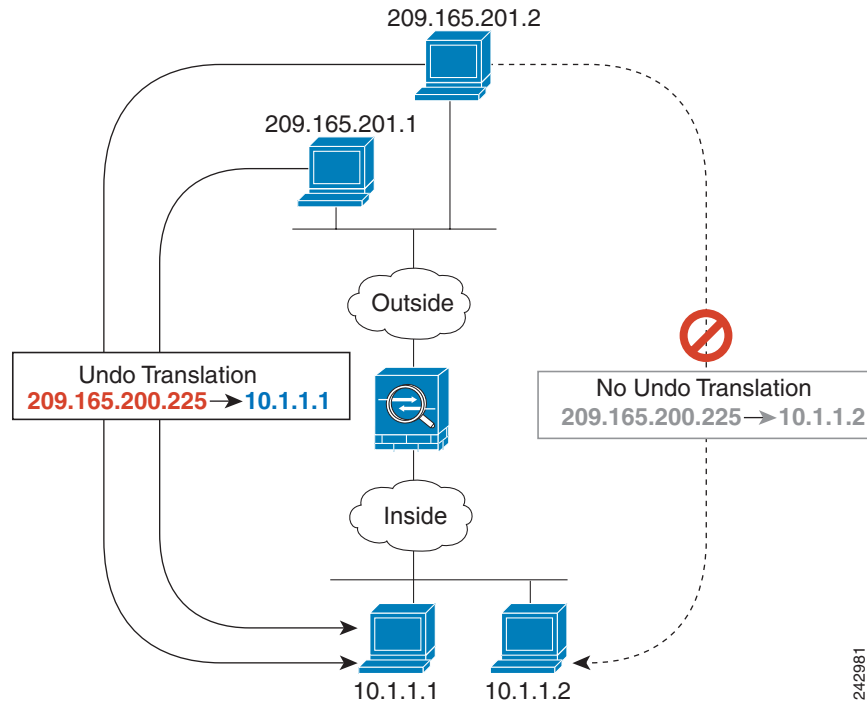 209.165.201.2
209.165.201.1
Outside
Undo Translation
209.165.200.225 → 10.1.1.1
No Undo Translation
209.165.200.225 → 10.1.1.2
Inside
10.1.1.1
10.1.1.2
242981